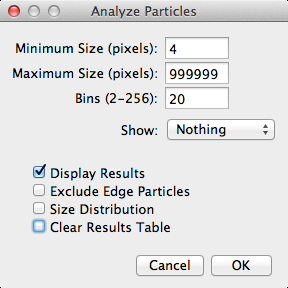 Analyze Particles
Minimum Size (pixels): 4
Maximum Size (pixels): 999999
Bins (2-256): 20
Show: Nothing
Display Results
Exclude Edge Particles
Size Distribution
Clear Results Table
Cancel OK